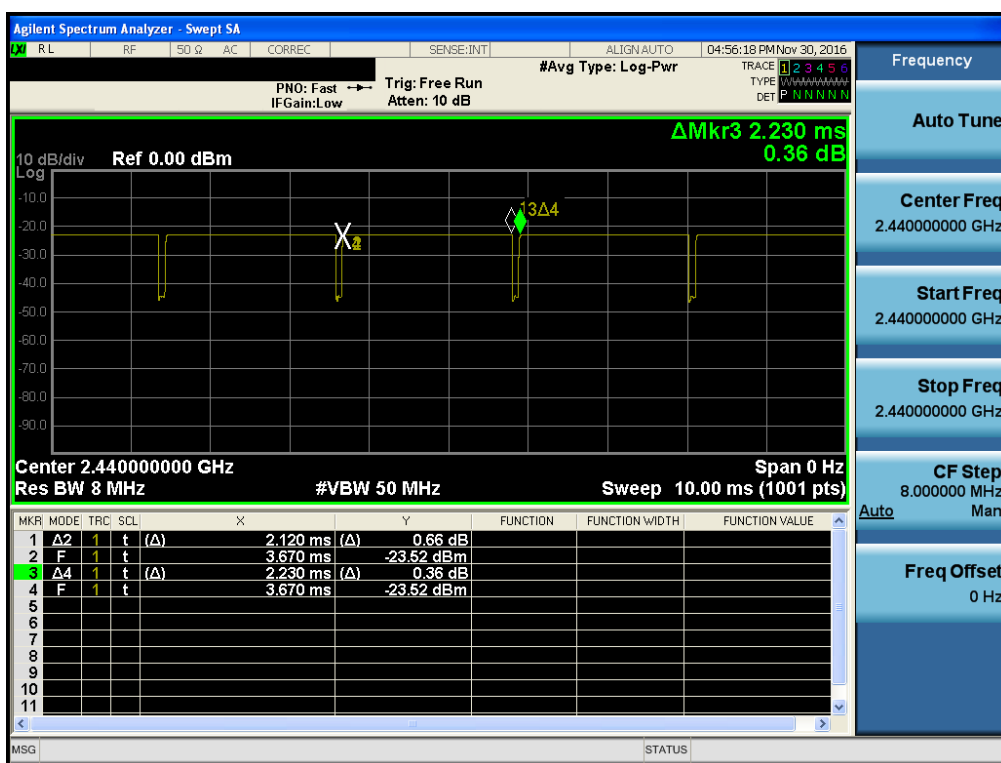 Agilent Spectrum Analyzer - Swept SA
LXI RL RF 50 Ω AC CORREC SENSE:INT ALIGN AUTO 04:56:18 PM Nov 30, 2016
#Avg Type: Log-Pwr TRACE 1 2 3 4 5 6
PNO: Fast Trig: Free Run TYPE WWWWWW
IFGain:Low Atten: 10 dB DET P N N N N N
ΔMkr3 2.230 ms
0.36 dB
10 dB/div Ref 0.00 dBm
Log
-10.0
-20.0
-30.0
-40.0
-50.0
-60.0
-70.0
-80.0
-90.0
13Δ4
Center 2.440000000 GHz Span 0 Hz
Res BW 8 MHz #VBW 50 MHz Sweep 10.00 ms (1001 pts)
MKR MODE TRC SCL X Y FUNCTION FUNCTION WIDTH FUNCTION VALUE
1 Δ2 1 t (Δ) 2.120 ms (Δ) 0.66 dB
2 F 1 t 3.670 ms -23.52 dBm
3 Δ4 1 t (Δ) 2.230 ms (Δ) 0.36 dB
4 F 1 t 3.670 ms -23.52 dBm
5
6
7
8
9
10
11
MSG STATUS
Frequency
Auto Tune
Center Freq
2.440000000 GHz
Start Freq
2.440000000 GHz
Stop Freq
2.440000000 GHz
CF Step
8.000000 MHz
Auto Man
Freq Offset
0 Hz